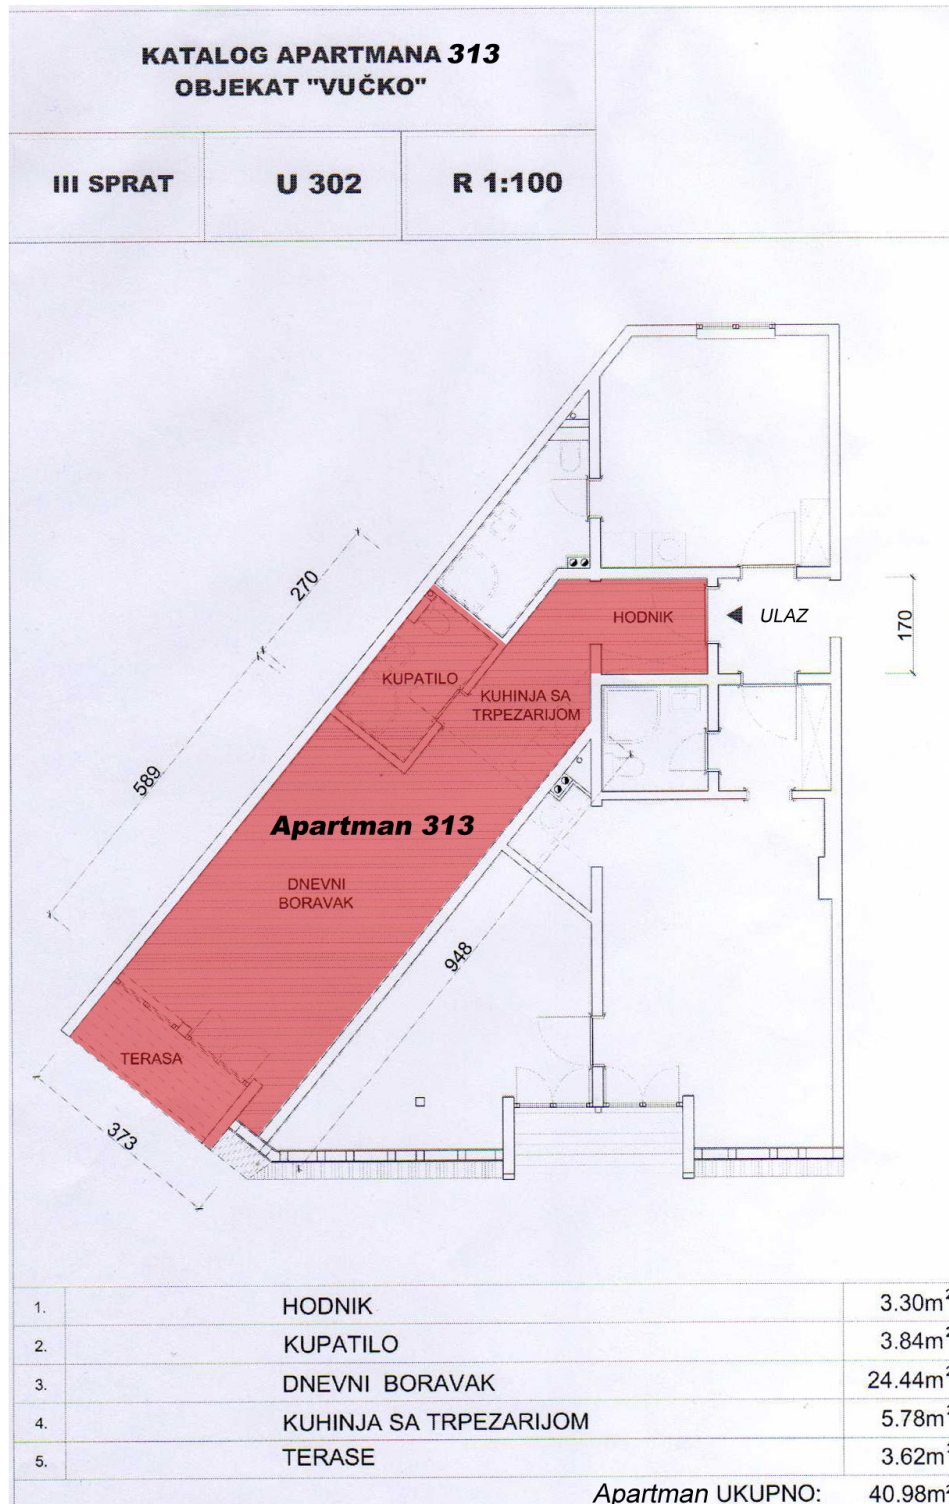 KATALOG APARTMANA 313
OBJEKAT "VUČKO"
III SPRAT
U 302
R 1:100
270
HODNIK
ULAZ
170
KUPATILO
KUHINJA SA
TRPEZARIJOM
589
Apartman 313
DNEVNI
BORAVAK
948
TERASA
373
1. HODNIK 3.30m²
2. KUPATILO 3.84m²
3. DNEVNI BORAVAK 24.44m²
4. KUHINJA SA TRPEZARIJOM 5.78m²
5. TERASE 3.62m²
Apartman UKUPNO: 40.98m²